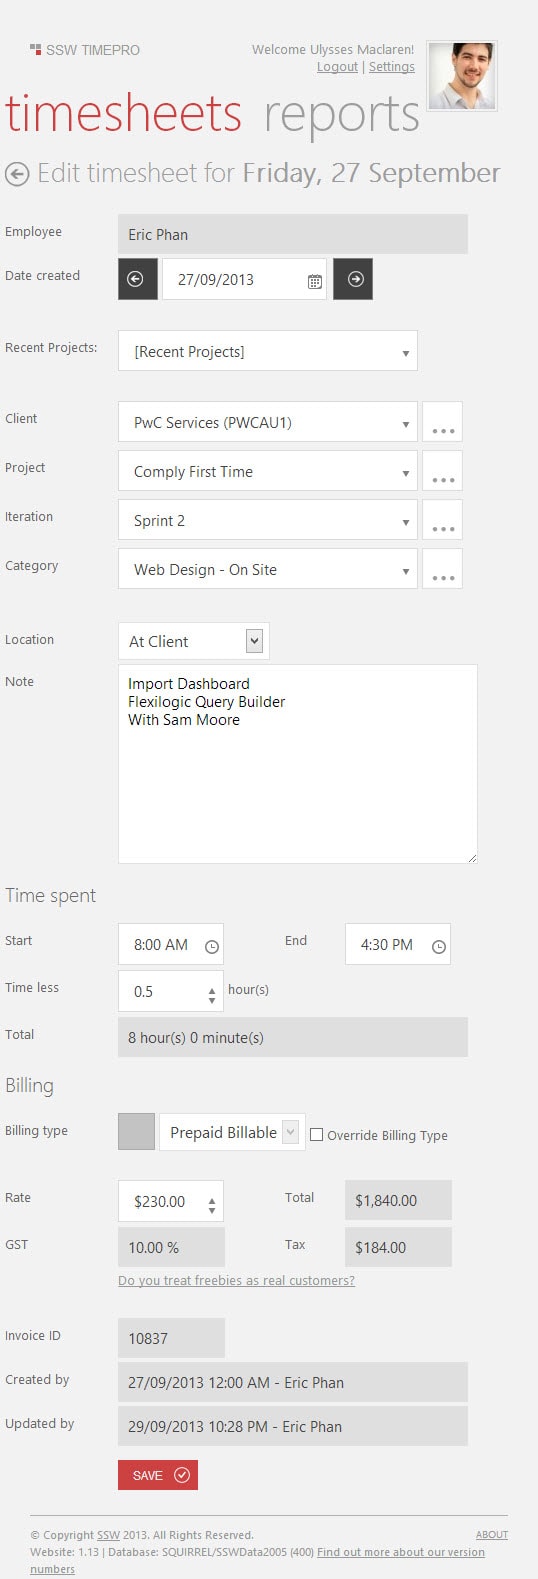 SSW TIMEPRO
Welcome Ulysses Maclaren!
Logout | Settings
timesheets reports
Edit timesheet for Friday, 27 September
Employee Eric Phan
Date created 27/09/2013
Recent Projects: [Recent Projects]
Client PwC Services (PWCAU1) ...
Project Comply First Time ...
Iteration Sprint 2 ...
Category Web Design - On Site ...
Location At Client
Note Import Dashboard
Flexilogic Query Builder
With Sam Moore
Time spent
Start 8:00 AM End 4:30 PM
Time less 0.5 hour(s)
Total 8 hour(s) 0 minute(s)
Billing
Billing type Prepaid Billable Override Billing Type
Rate $230.00 Total $1,840.00
GST 10.00 % Tax $184.00
Do you treat freebies as real customers?
Invoice ID 10837
Created by 27/09/2013 12:00 AM - Eric Phan
Updated by 29/09/2013 10:28 PM - Eric Phan
SAVE
© Copyright SSW 2013. All Rights Reserved. ABOUT
Website: 1.13 | Database: SQUIRREL/SSWData2005 (400) Find out more about our version
numbers